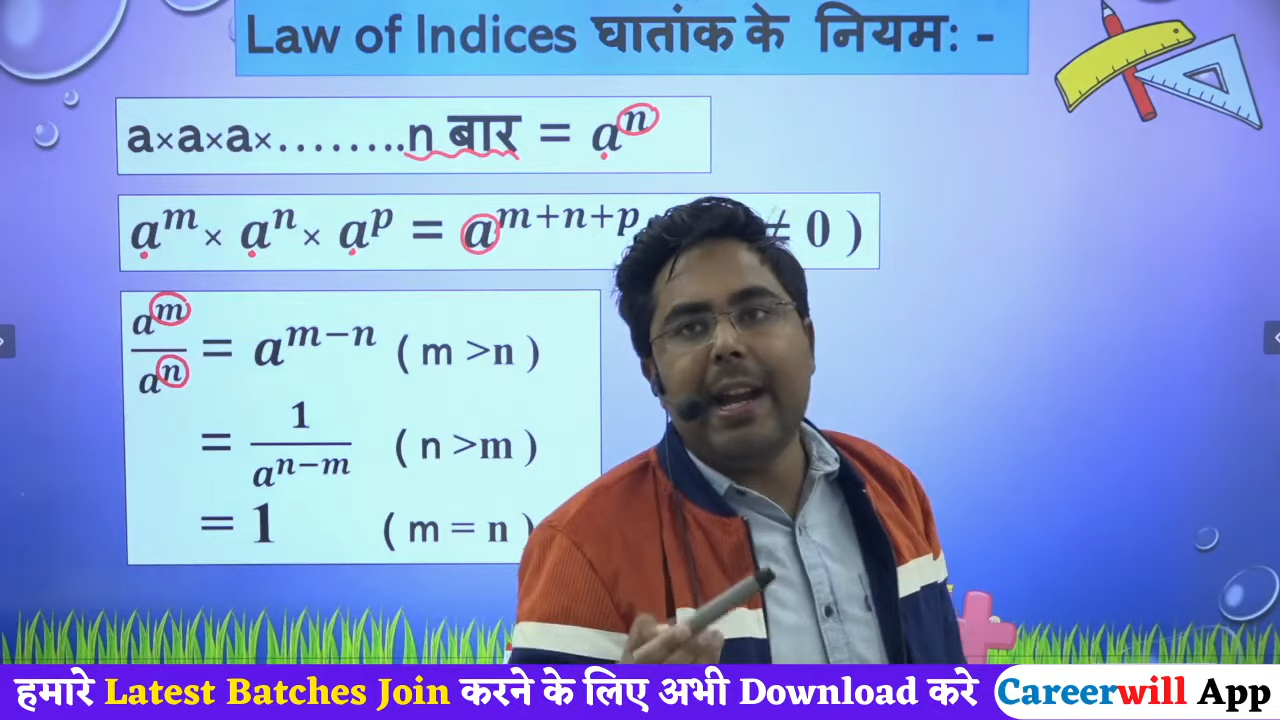 Law of Indices घातांक के नियम: -
a×a×a×……..n बार = aⁿ
aᵐ× aⁿ× aᵖ = aᵐ⁺ⁿ⁺ᵖ ≠ 0 )
aᵐ/aⁿ = aᵐ⁻ⁿ ( m >n )
= 1/aⁿ⁻ᵐ ( n >m )
= 1 ( m = n )
हमारे Latest Batches Join करने के लिए अभी Download करे Careerwill App